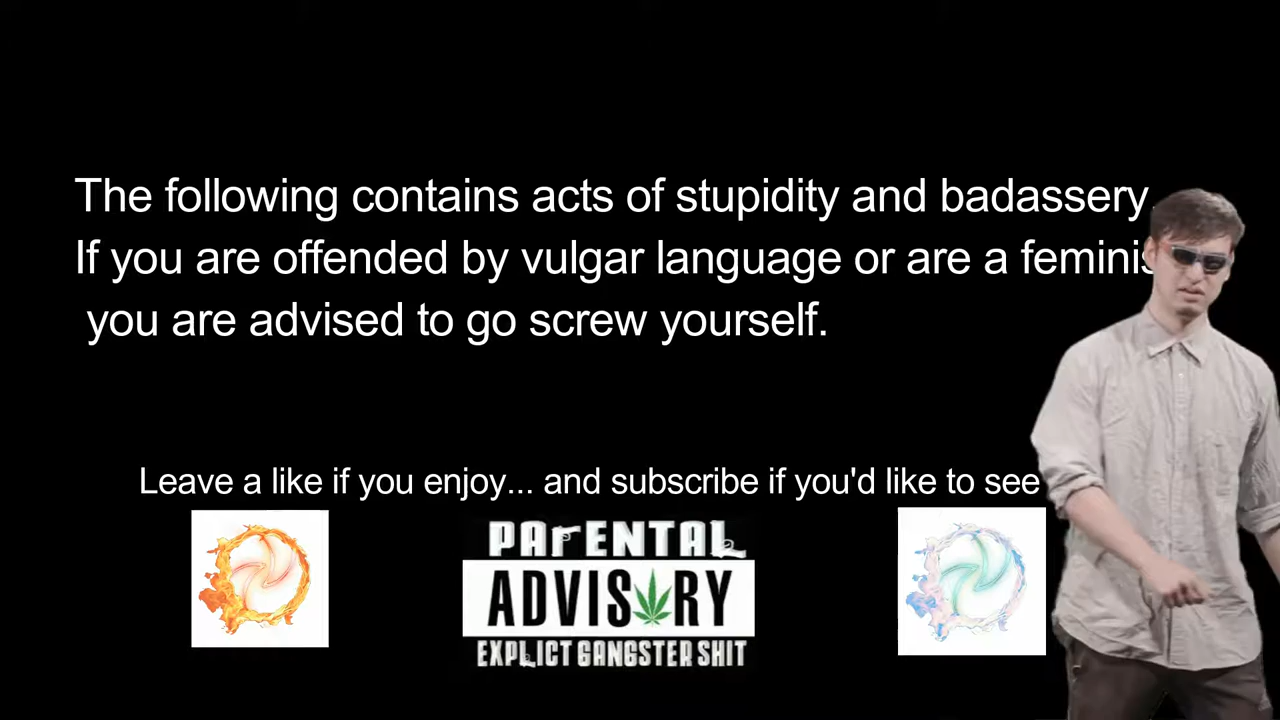 The following contains acts of stupidity and badassery.
If you are offended by vulgar language or are a feminis
you are advised to go screw yourself.
Leave a like if you enjoy... and subscribe if you'd like to see
PARENTAL
ADVISORY
EXPLICT GANGSTER SHIT